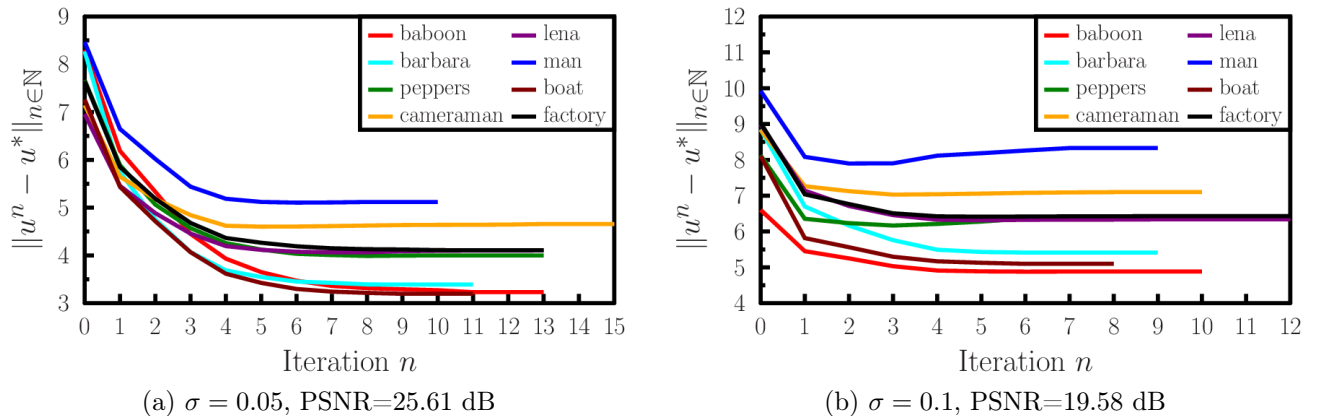 9
8
7
6
5
4
3
‖uⁿ − u*‖ₙ∈ℕ
baboon lena
barbara man
peppers boat
cameraman factory
0 1 2 3 4 5 6 7 8 9 10 11 12 13 14 15
Iteration n
(a) σ = 0.05, PSNR=25.61 dB
12
11
10
9
8
7
6
5
4
‖uⁿ − u*‖ₙ∈ℕ
baboon lena
barbara man
peppers boat
cameraman factory
0 1 2 3 4 5 6 7 8 9 10 11 12
Iteration n
(b) σ = 0.1, PSNR=19.58 dB